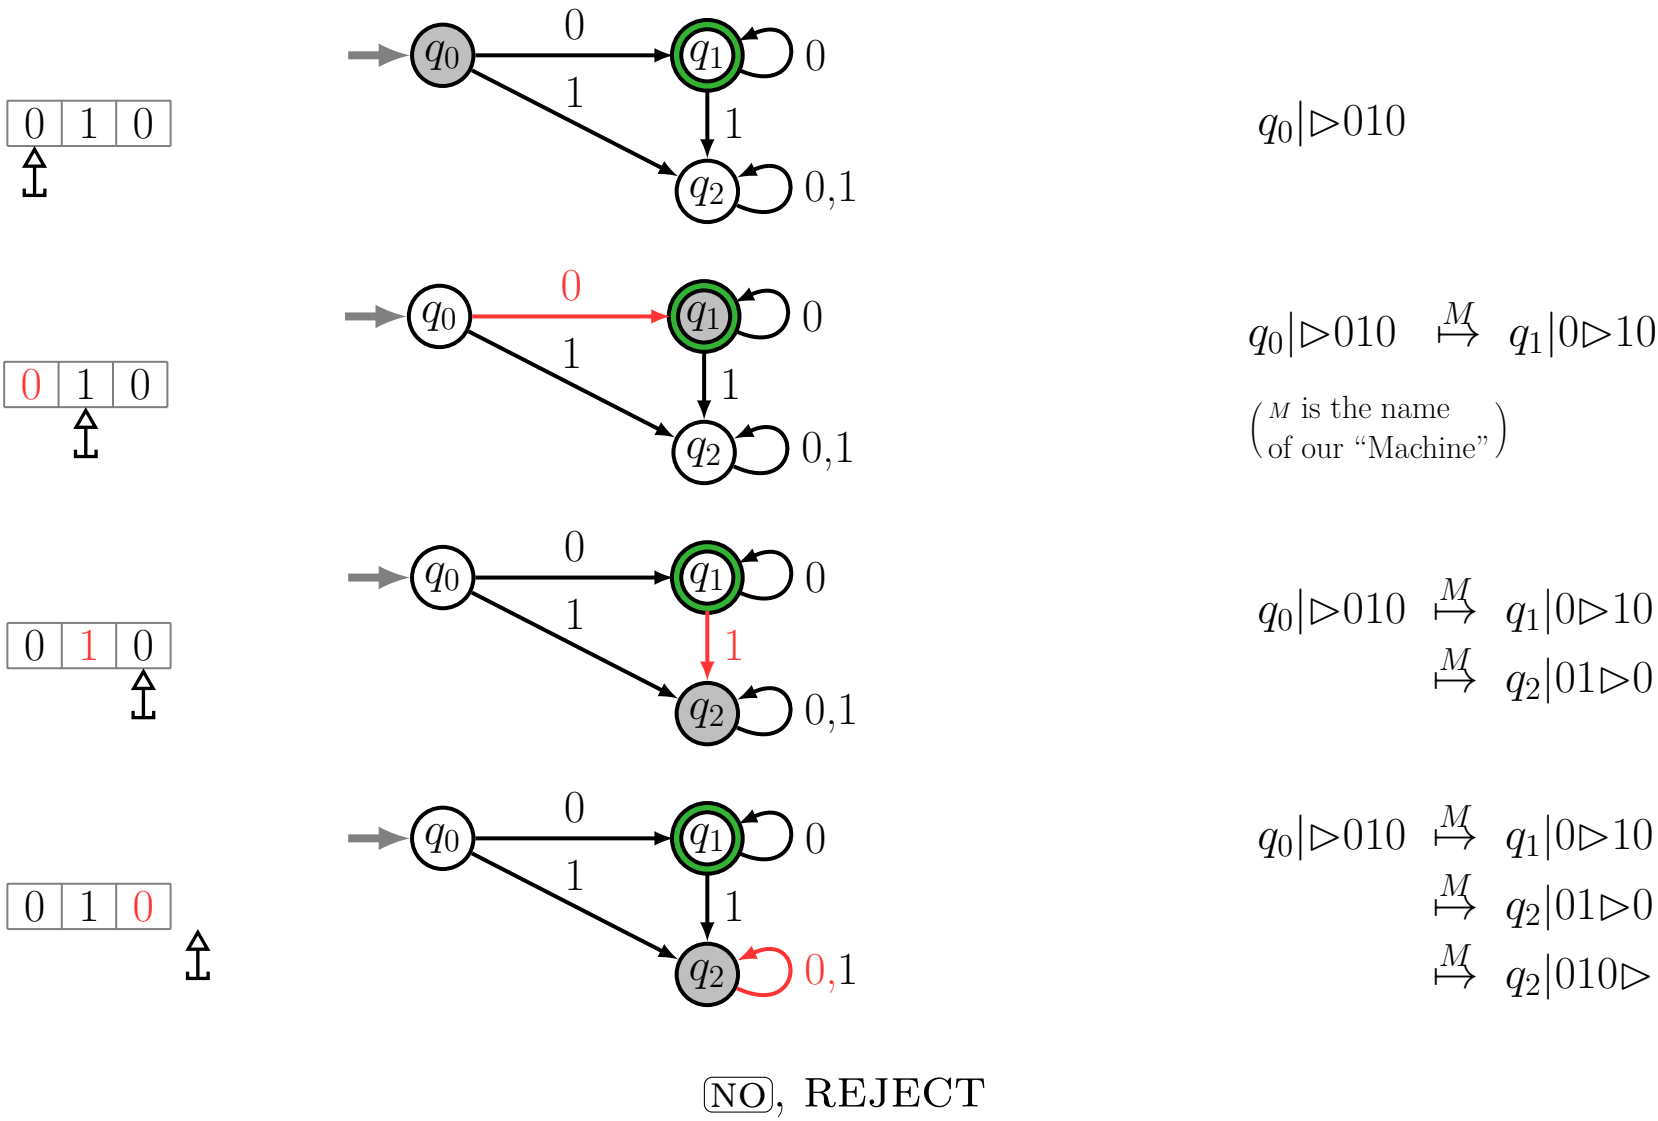 0 1 0
q₀ 0 q₁ 0
1 1
q₂ 0,1
q₀|▷010
0 1 0
q₀ 0 q₁ 0
1 1
q₂ 0,1
q₀|▷010 ↦ᴹ q₁|0▷10
(M is the name
of our “Machine”)
0 1 0
q₀ 0 q₁ 0
1 1
q₂ 0,1
q₀|▷010 ↦ᴹ q₁|0▷10
↦ᴹ q₂|01▷0
0 1 0
q₀ 0 q₁ 0
1 1
q₂ 0,1
q₀|▷010 ↦ᴹ q₁|0▷10
↦ᴹ q₂|01▷0
↦ᴹ q₂|010▷
NO, REJECT